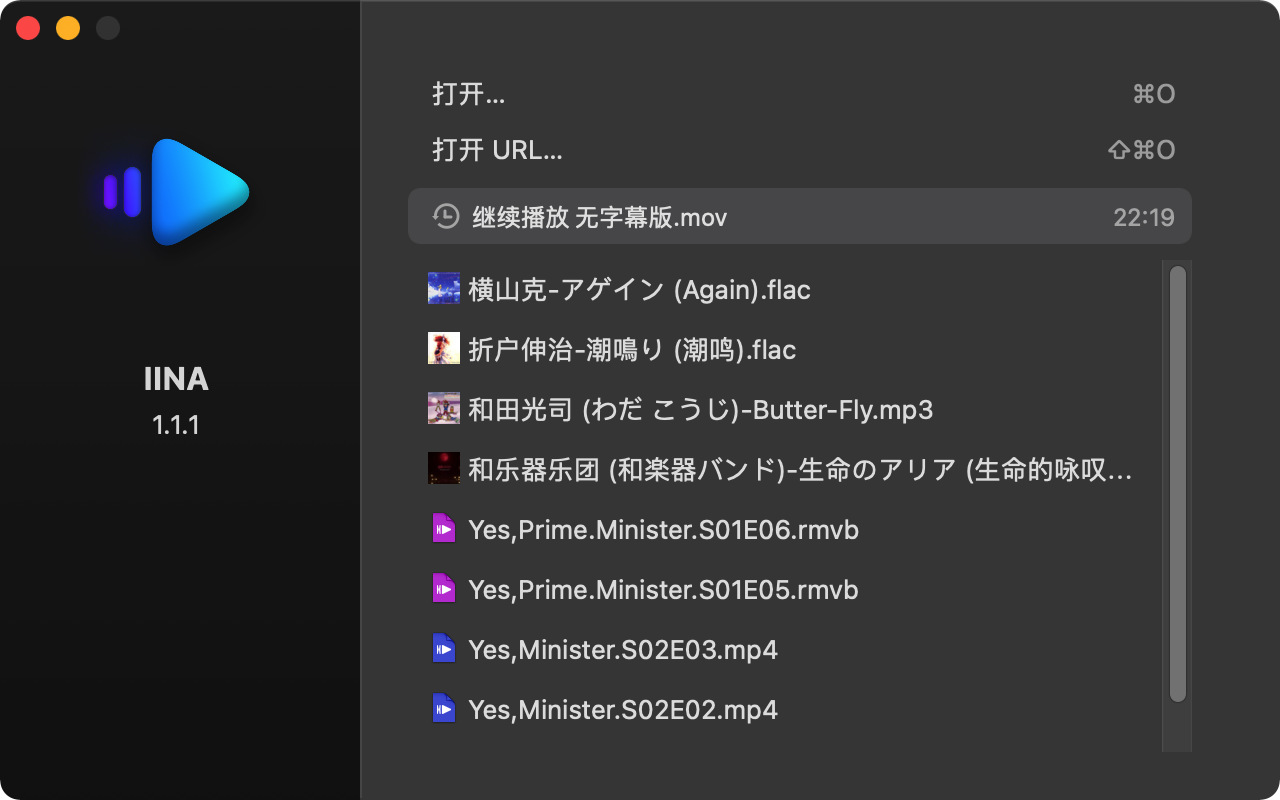 打开...
⌘O
打开 URL...
⇧⌘O
继续播放 无字幕版.mov
22:19
横山克-アゲイン (Again).flac
折户伸治-潮鳴り (潮鸣).flac
IINA
和田光司 (わだ こうじ)-Butter-Fly.mp3
1.1.1
和乐器乐团 (和楽器バンド)-生命のアリア (生命的咏叹...
Yes,Prime.Minister.S01E06.rmvb
Yes,Prime.Minister.S01E05.rmvb
Yes,Minister.S02E03.mp4
Yes,Minister.S02E02.mp4